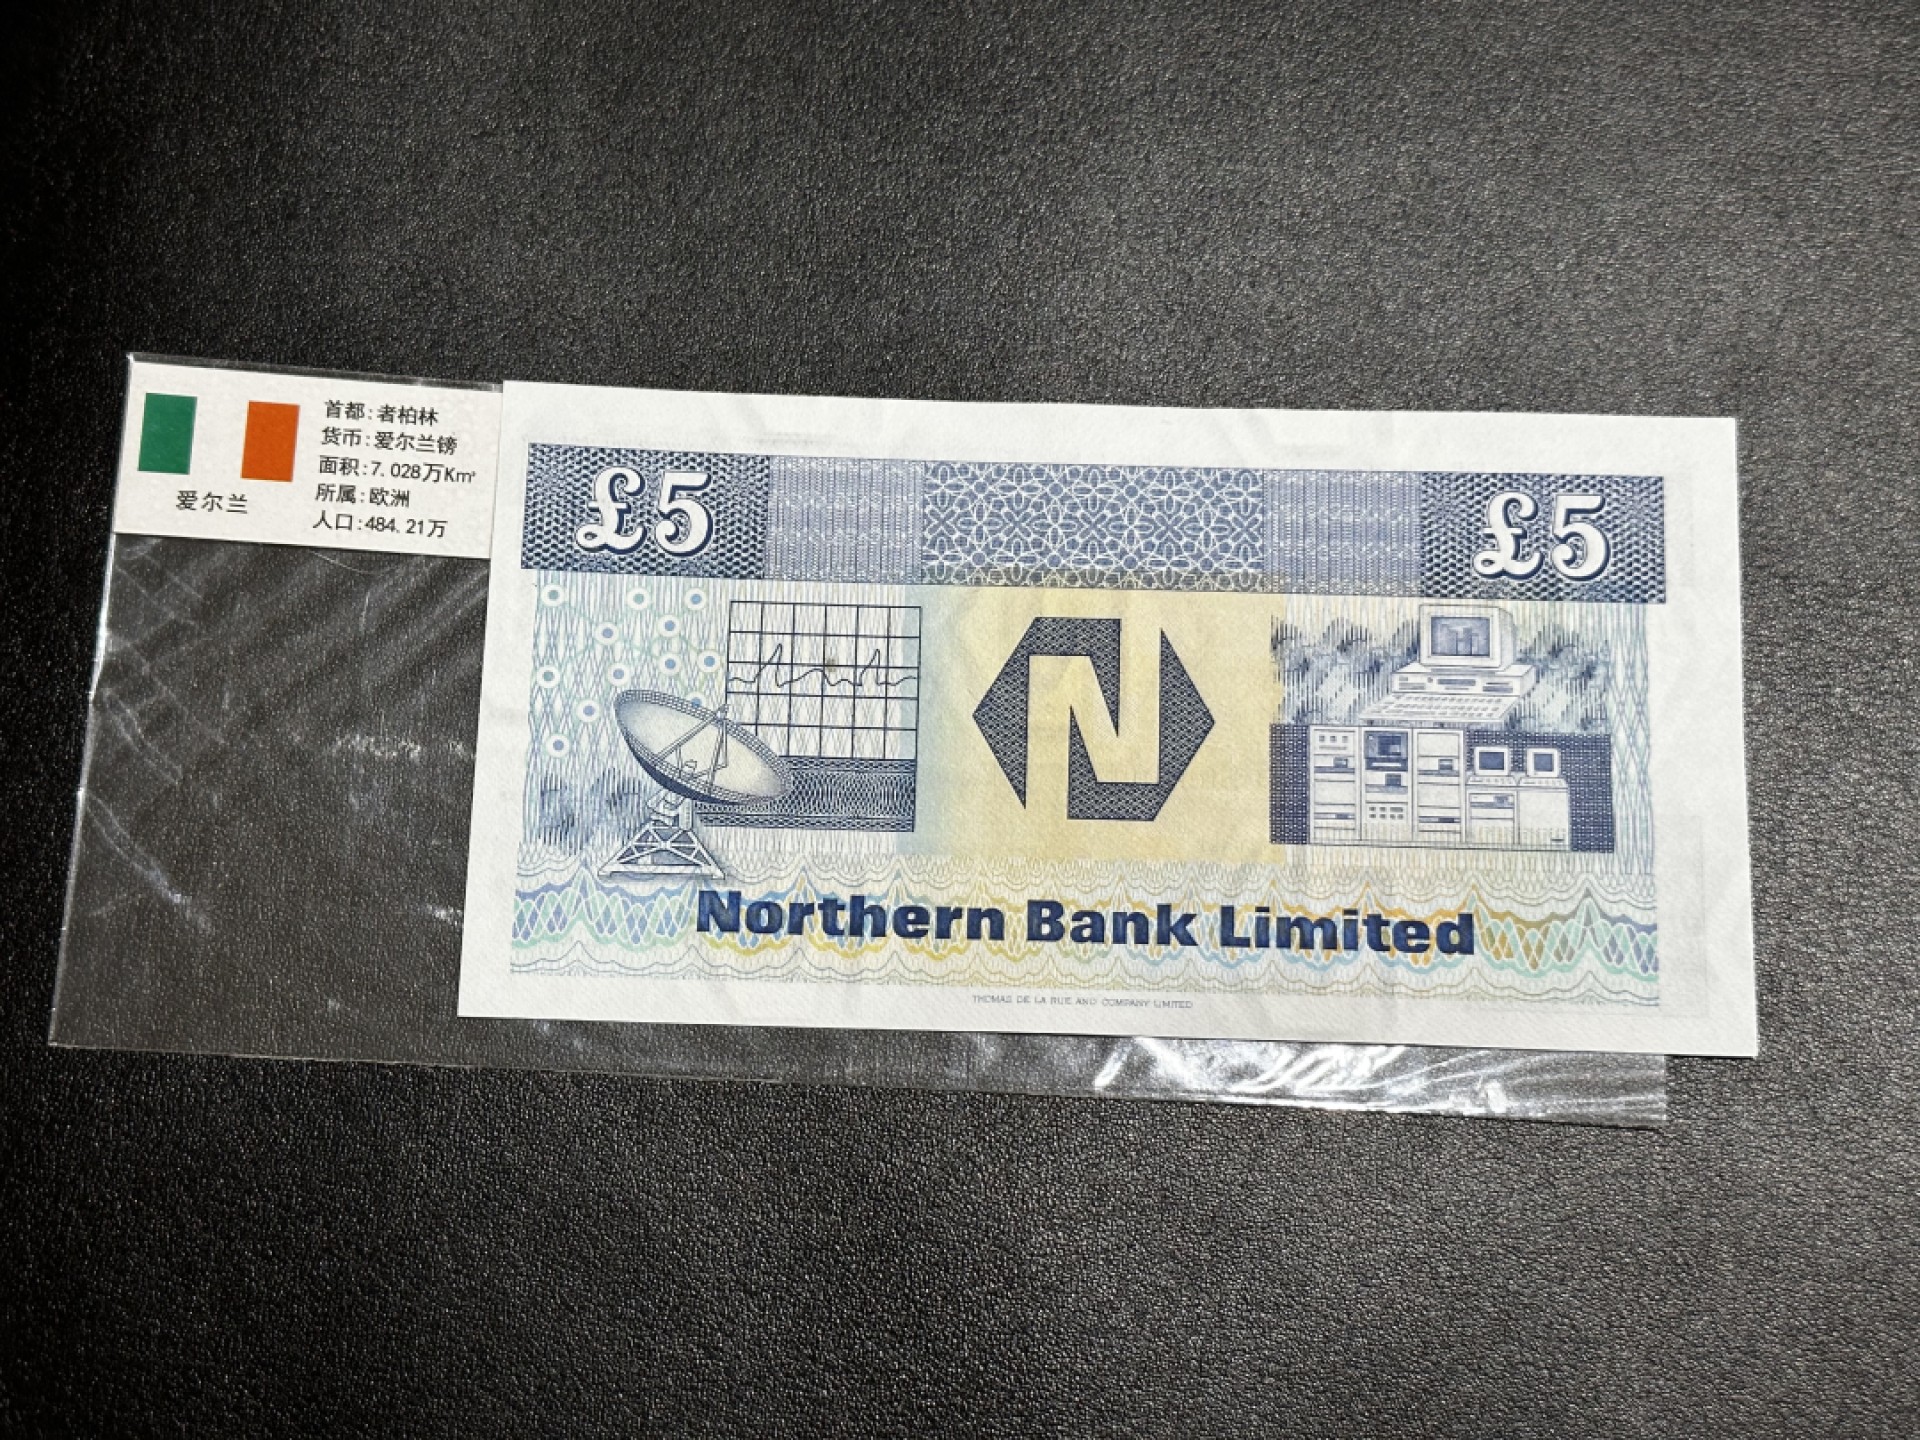 爱尔兰
首都:者柏林
货币:爱尔兰镑
面积:7.028万K㎡
所属:欧洲
人口:484.21万
£5
£5
N
Northern Bank Limited
THOMAS DE LA RUE AND COMPANY LIMITED